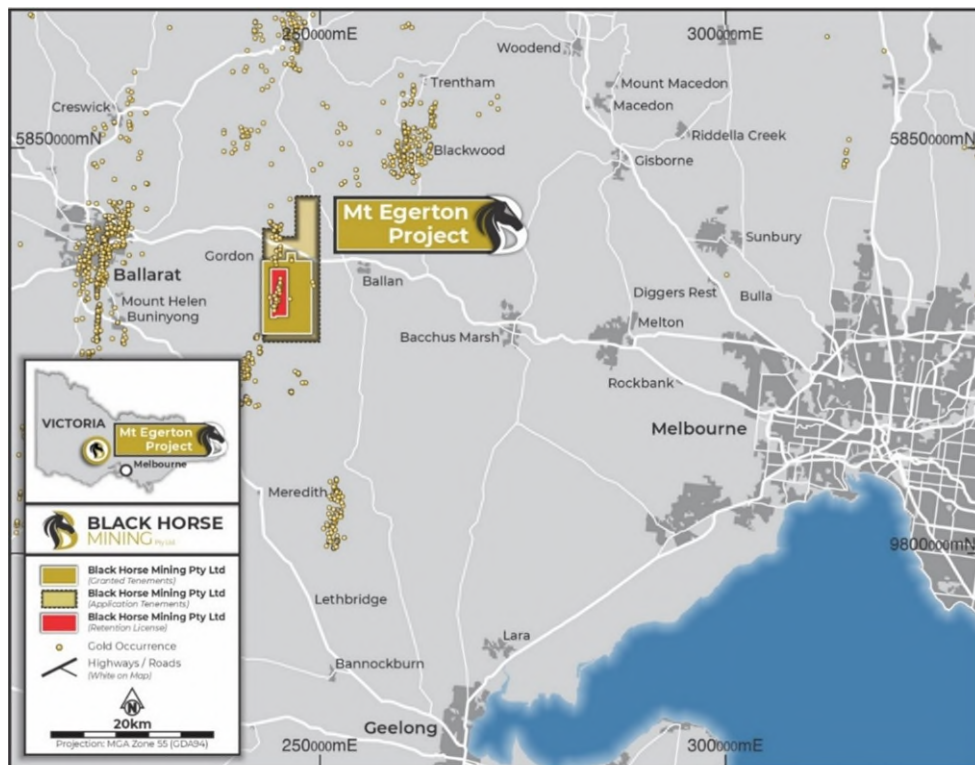 250000mE
300000mE
Woodend
Trentham
Mount Macedon
Macedon
Creswick
Riddella Creek
5850000mN
5850000mN
Blackwood
Gisborne
Mt Egerton
Project
Sunbury
Gordon
Ballarat
Ballan
Diggers Rest
Bulla
Mount Helen
Buninyong
Bacchus Marsh
Melton
Rockbank
VICTORIA
Mt Egerton
Project
Melbourne
Melbourne
Meredith
BLACK HORSE
MINING Pty Ltd
9800000mN
Black Horse Mining Pty Ltd
(Granted Tenements)
Black Horse Mining Pty Ltd
(Application Tenements)
Black Horse Mining Pty Ltd
(Retention License)
Gold Occurrence
Highways / Roads
(White on Map)
N
20km
Projection: MGA Zone 55 (GDA94)
Lethbridge
Lara
Bannockburn
Geelong
250000mE
300000mE